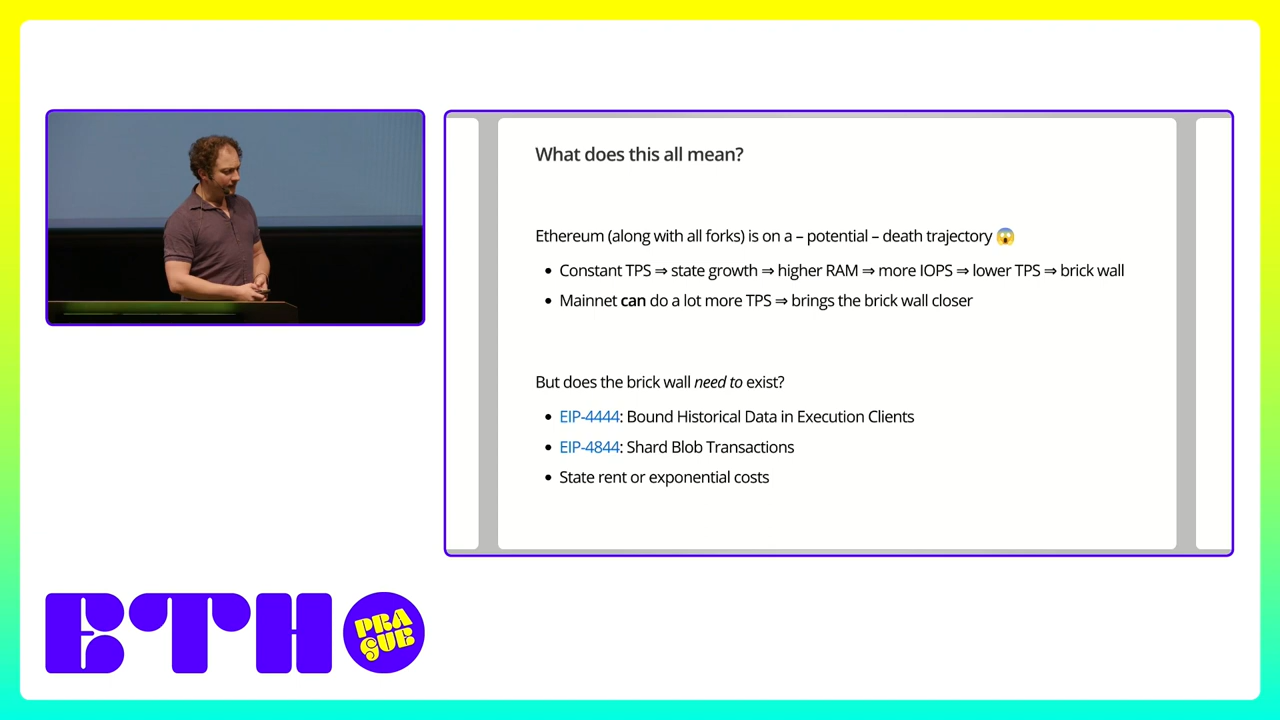 What does this all mean?
Ethereum (along with all forks) is on a – potential – death trajectory 😱
• Constant TPS ⇒ state growth ⇒ higher RAM ⇒ more IOPS ⇒ lower TPS ⇒ brick wall
• Mainnet can do a lot more TPS ⇒ brings the brick wall closer
But does the brick wall need to exist?
• EIP-4444: Bound Historical Data in Execution Clients
• EIP-4844: Shard Blob Transactions
• State rent or exponential costs
ETH
PRA
GUE